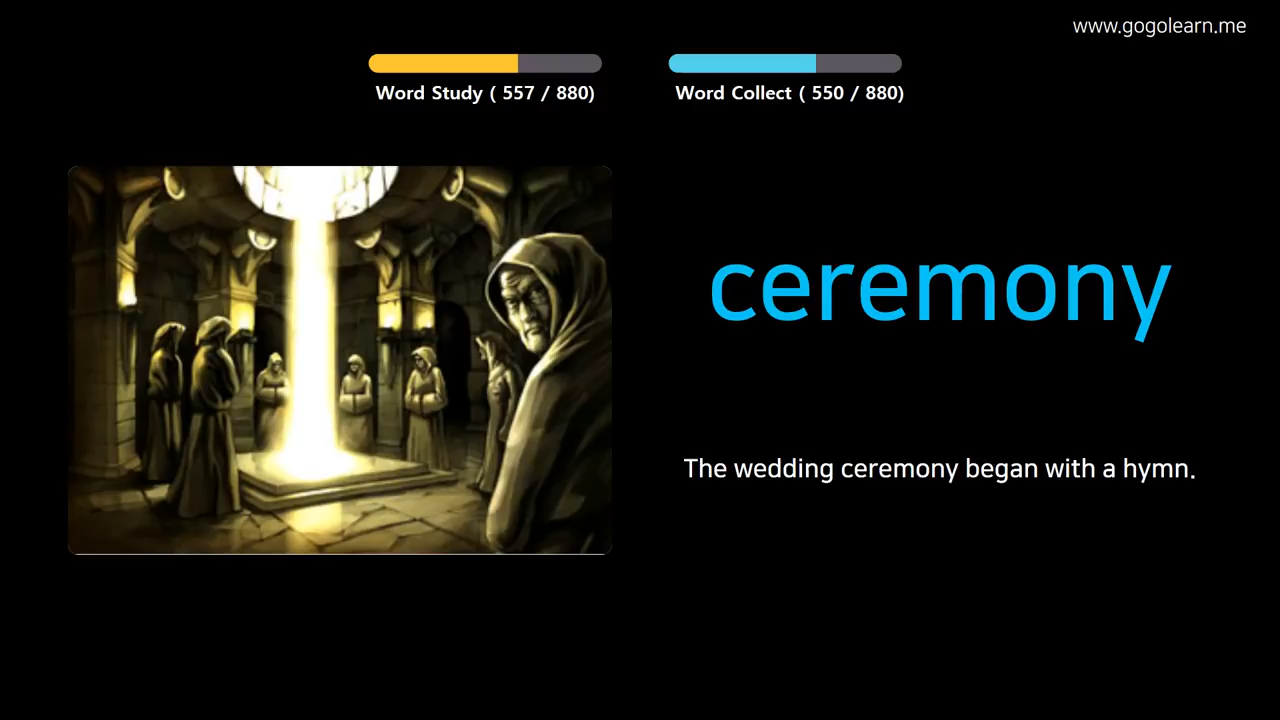 www.gogolearn.me
Word Study ( 557 / 880)
Word Collect ( 550 / 880)
ceremony
The wedding ceremony began with a hymn.